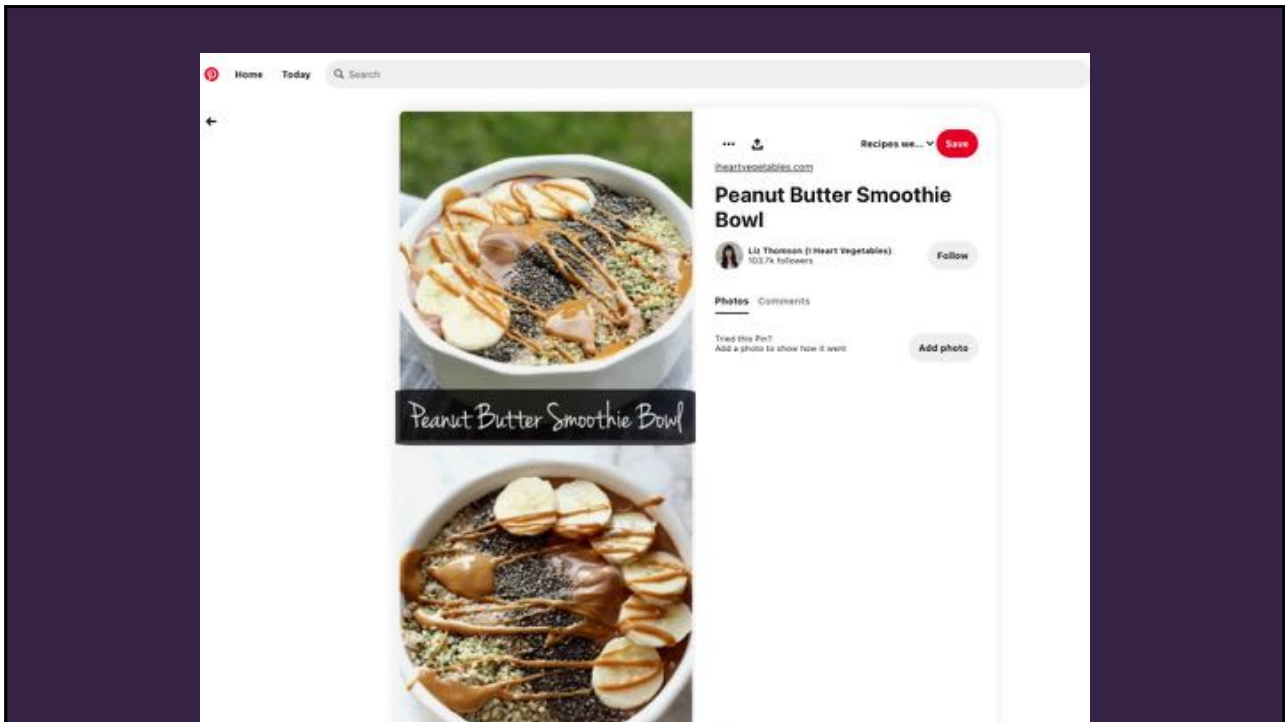 Home Today Search
Recipes we... Save
iheartvegetables.com
Peanut Butter Smoothie
Bowl
Liz Thomson (I Heart Vegetables)
103.7k followers
Follow
Photos Comments
Tried this Pin?
Add a photo to show how it went
Add photo
Peanut Butter Smoothie Bowl